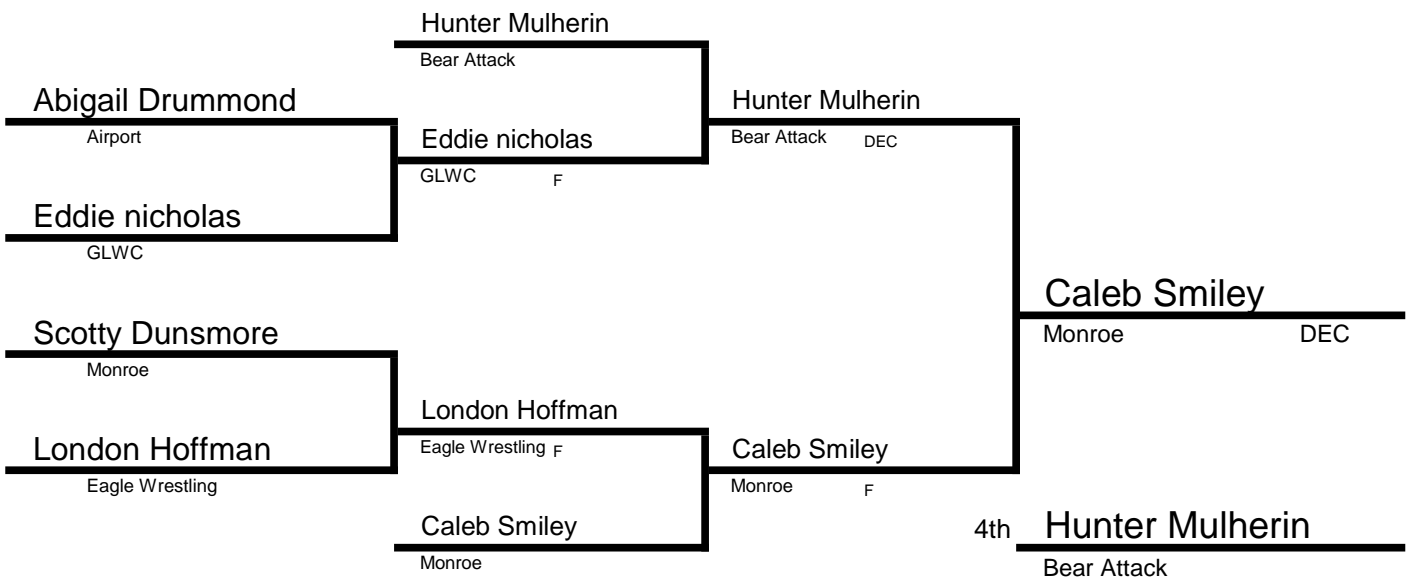 Hunter Mulherin
Bear Attack
Abigail Drummond
Airport
Hunter Mulherin
Bear Attack DEC
Eddie nicholas
GLWC F
Eddie nicholas
GLWC
Caleb Smiley
Monroe DEC
Scotty Dunsmore
Monroe
London Hoffman
Eagle Wrestling F
London Hoffman
Eagle Wrestling
Caleb Smiley
Monroe F
Caleb Smiley
Monroe
4th Hunter Mulherin
Bear Attack